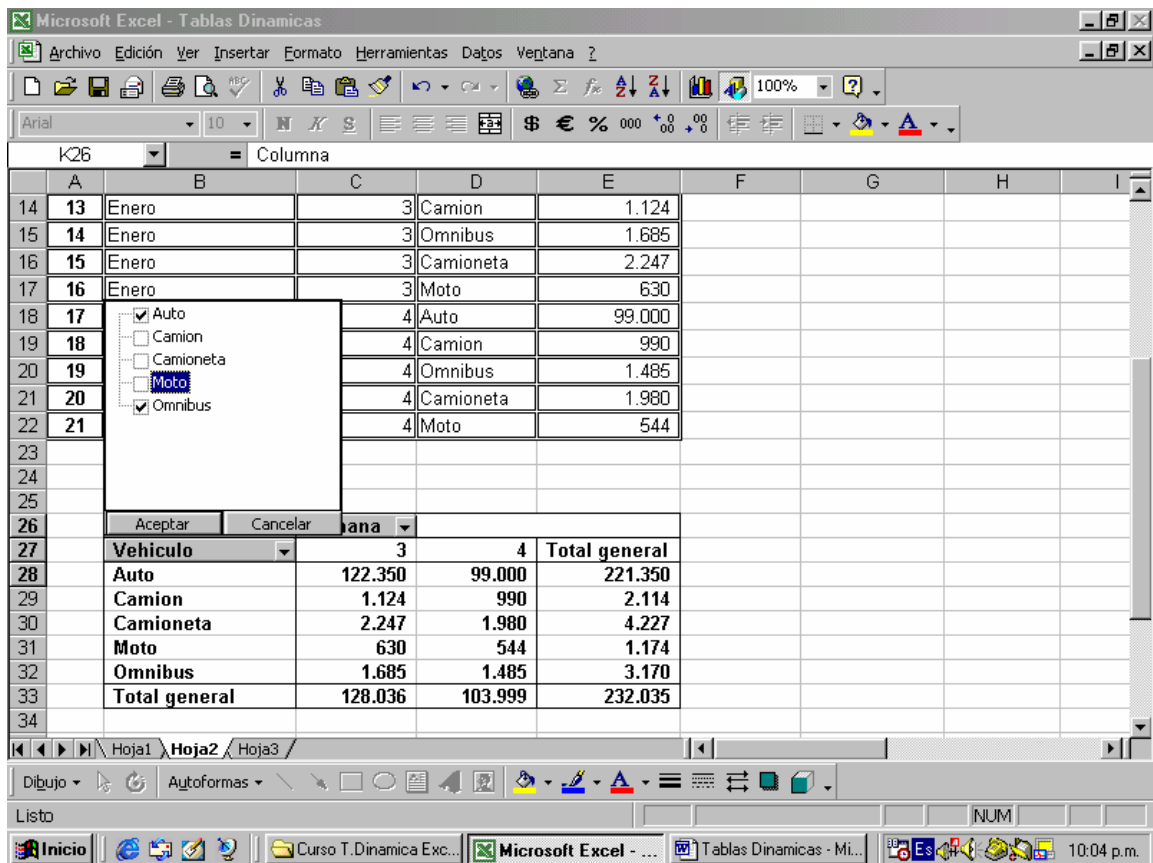 Microsoft Excel - Tablas Dinamicas
Archivo Edición Ver Insertar Formato Herramientas Datos Ventana ?
100%
Arial 10 N K S $ € % 000
K26 = Columna
A B C D E F G H I
14 13 Enero 3 Camion 1.124
15 14 Enero 3 Omnibus 1.685
16 15 Enero 3 Camioneta 2.247
17 16 Enero 3 Moto 630
18 17 Auto 4 Auto 99.000
19 18 Camion 4 Camion 990
20 19 Camioneta 4 Omnibus 1.485
21 20 Moto 4 Camioneta 1.980
22 21 Omnibus 4 Moto 544
23
24
25
26 Aceptar Cancelar nana
27 Vehiculo 3 4 Total general
28 Auto 122.350 99.000 221.350
29 Camion 1.124 990 2.114
30 Camioneta 2.247 1.980 4.227
31 Moto 630 544 1.174
32 Omnibus 1.685 1.485 3.170
33 Total general 128.036 103.999 232.035
34
Hoja1 Hoja2 Hoja3
Dibujo Autoformas
Listo NUM
Inicio Curso T.Dinamica Exc... Microsoft Excel - ... Tablas Dinamicas - Mi... Es 10:04 p.m.